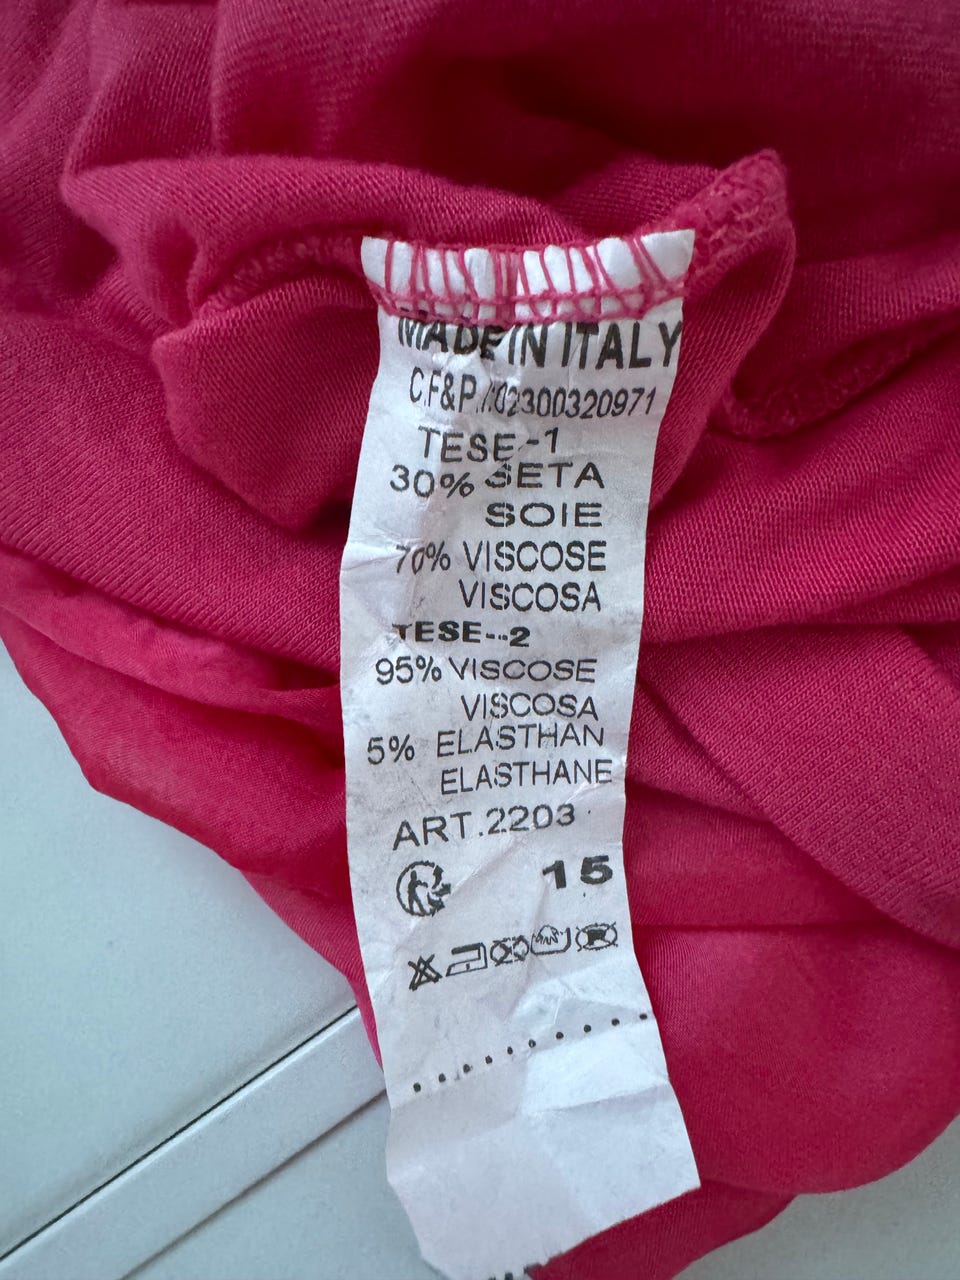 MADE IN ITALY
C.F&P./:02300320971
TESE--1
30% SETA
SOIE
70% VISCOSE
VISCOSA
TESE--2
95% VISCOSE
VISCOSA
5% ELASTHAN
ELASTHANE
ART.2203
15